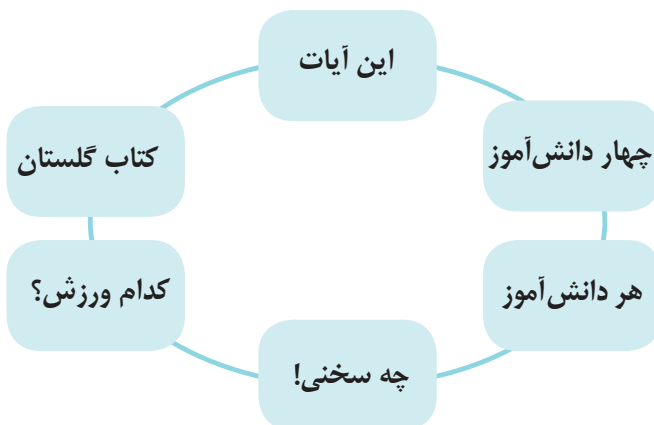 این آیات
چهار دانش‌آموز
هر دانش‌آموز
چه سخنی!
کدام ورزش؟
کتاب گلستان